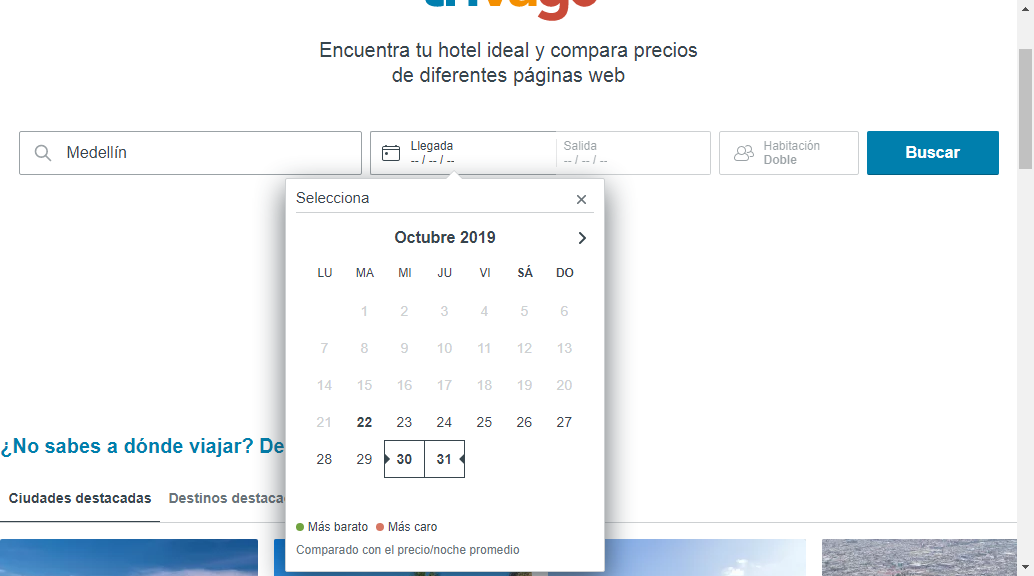 trivago
Encuentra tu hotel ideal y compara precios
de diferentes páginas web
Medellín
Llegada
-- / -- / --
Salida
-- / -- / --
Habitación
Doble
Buscar
Selecciona
Octubre 2019
LU MA MI JU VI SÁ DO
1 2 3 4 5 6
7 8 9 10 11 12 13
14 15 16 17 18 19 20
21 22 23 24 25 26 27
28 29 30 31
Más barato Más caro
Comparado con el precio/noche promedio
¿No sabes a dónde viajar? De
Ciudades destacadas Destinos destaca